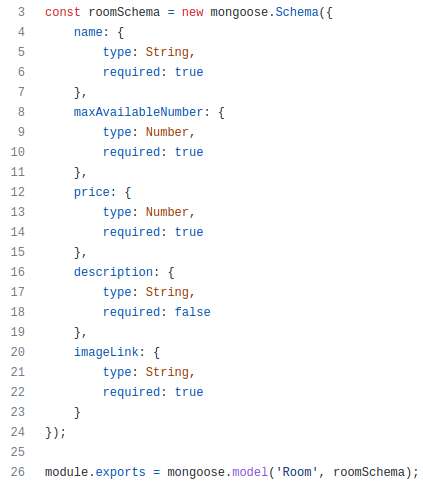 3 const roomSchema = new mongoose.Schema({
4     name: {
5         type: String,
6         required: true
7     },
8     maxAvailableNumber: {
9         type: Number,
10         required: true
11     },
12     price: {
13         type: Number,
14         required: true
15     },
16     description: {
17         type: String,
18         required: false
19     },
20     imageLink: {
21         type: String,
22         required: true
23     }
24 });
25
26 module.exports = mongoose.model('Room', roomSchema);